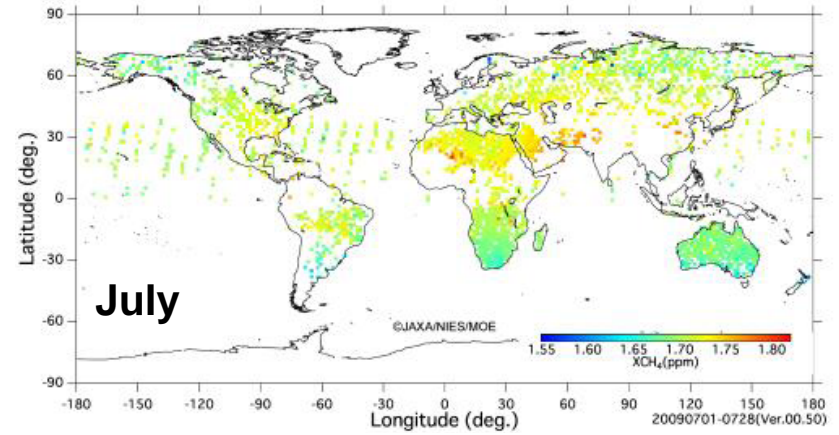 90
60
30
0
-30
-60
-90
Latitude (deg.)
July
©JAXA/NIES/MOE
1.55 1.60 1.65 1.70 1.75 1.80
XCH₄(ppm)
-180 -150 -120 -90 -60 -30 0 30 60 90 120 150 180
Longitude (deg.)
20090701-0728(Ver.00.50)